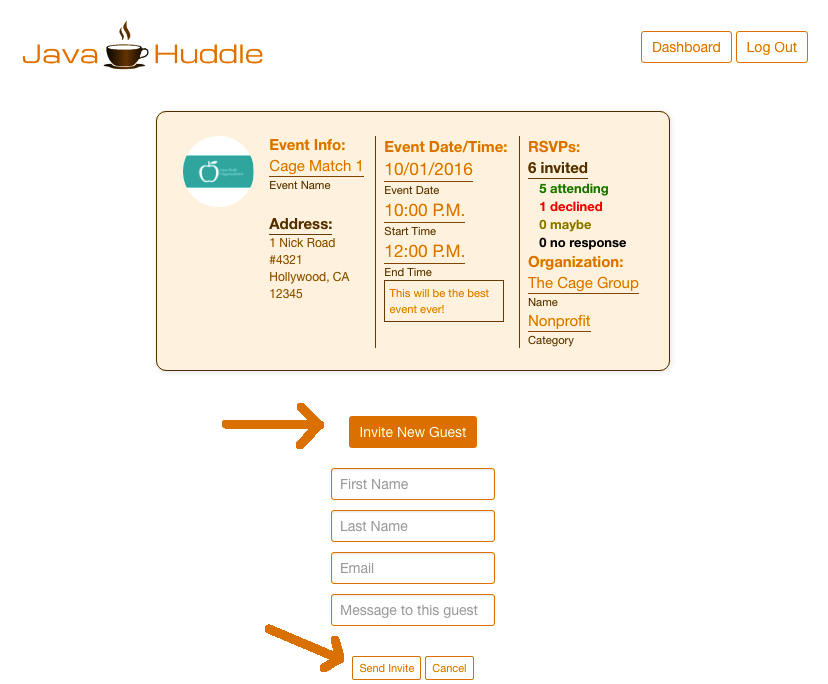 Java Huddle
Dashboard
Log Out
Event Info:
Cage Match 1
Event Name
Address:
1 Nick Road
#4321
Hollywood, CA
12345
Event Date/Time:
10/01/2016
Event Date
10:00 P.M.
Start Time
12:00 P.M.
End Time
This will be the best
event ever!
RSVPs:
6 invited
5 attending
1 declined
0 maybe
0 no response
Organization:
The Cage Group
Name
Nonprofit
Category
Invite New Guest
First Name
Last Name
Email
Message to this guest
Send Invite
Cancel